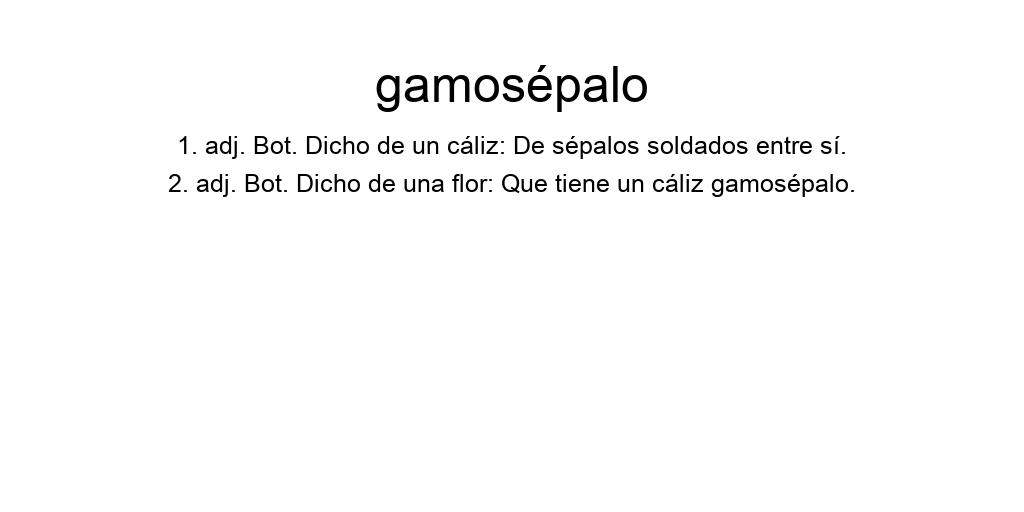 gamosépalo
1. adj. Bot. Dicho de un cáliz: De sépalos soldados entre sí.
2. adj. Bot. Dicho de una flor: Que tiene un cáliz gamosépalo.